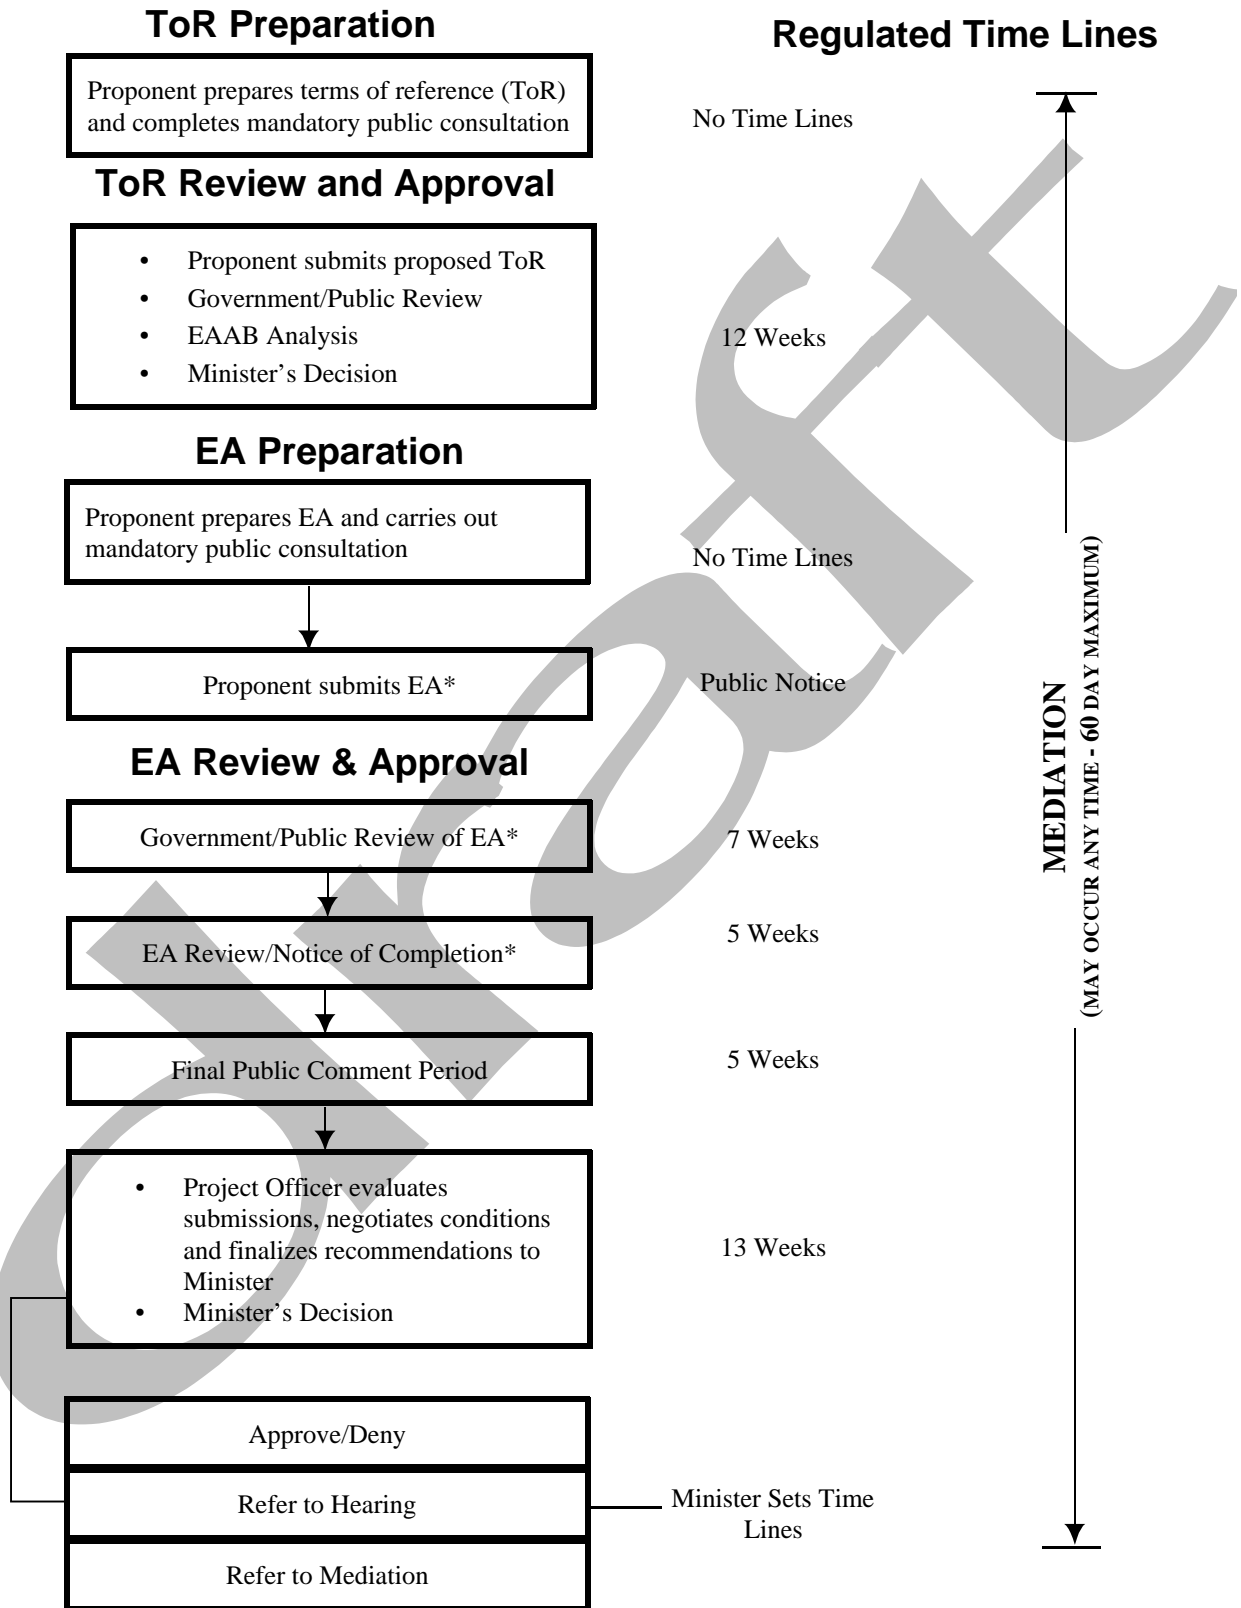 ToR Preparation
Regulated Time Lines
Proponent prepares terms of reference (ToR)
and completes mandatory public consultation
No Time Lines
ToR Review and Approval
• Proponent submits proposed ToR
• Government/Public Review
• EAAB Analysis
• Minister’s Decision
12 Weeks
EA Preparation
Proponent prepares EA and carries out
mandatory public consultation
No Time Lines
Proponent submits EA*
Public Notice
EA Review & Approval
Government/Public Review of EA*
7 Weeks
EA Review/Notice of Completion*
5 Weeks
Final Public Comment Period
5 Weeks
• Project Officer evaluates
submissions, negotiates conditions
and finalizes recommendations to
Minister
• Minister’s Decision
13 Weeks
Approve/Deny
Refer to Hearing
Minister Sets Time
Lines
Refer to Mediation
MEDIATION
(MAY OCCUR ANY TIME - 60 DAY MAXIMUM)
draft